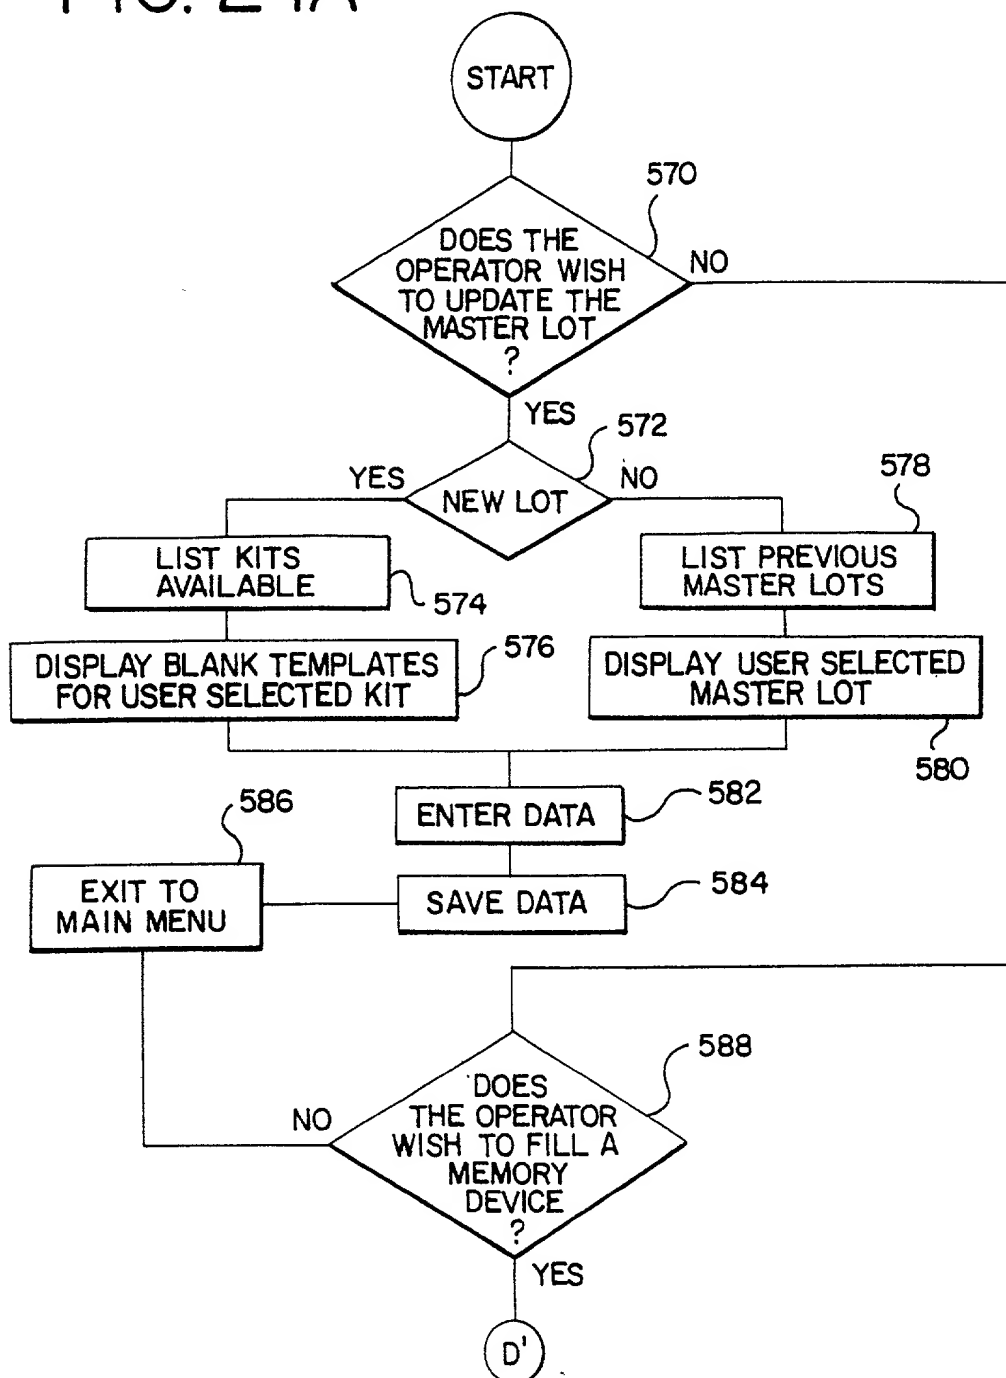 FIG. 24A
START
570
DOES THE
OPERATOR WISH
TO UPDATE THE
MASTER LOT
?
NO
YES
572
YES
NEW LOT
NO
578
LIST KITS
AVAILABLE
574
LIST PREVIOUS
MASTER LOTS
DISPLAY BLANK TEMPLATES
FOR USER SELECTED KIT
576
DISPLAY USER SELECTED
MASTER LOT
580
586
ENTER DATA
582
EXIT TO
MAIN MENU
SAVE DATA
584
588
DOES
THE OPERATOR
WISH TO FILL A
MEMORY
DEVICE
?
NO
YES
D'